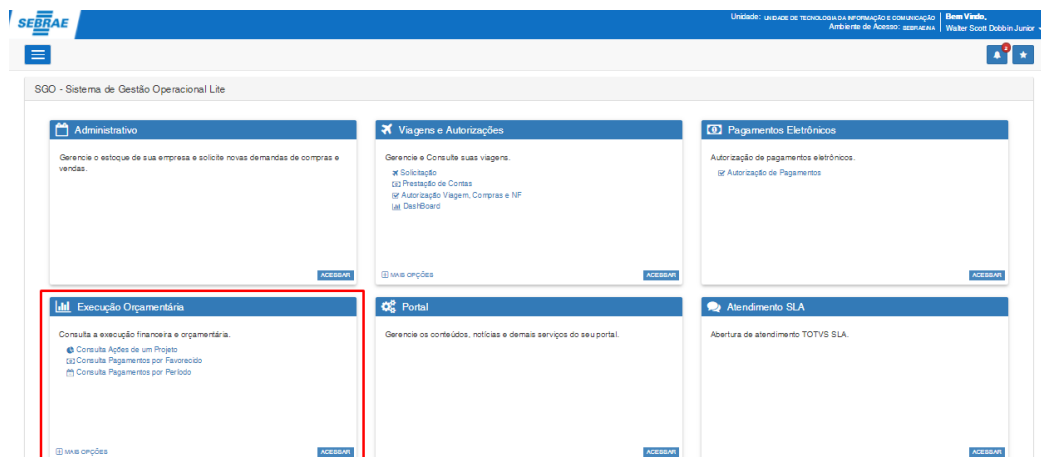 SEBRAE
Unidade: UNIDADE DE TECNOLOGIA DA INFORMAÇÃO E COMUNICAÇÃO
Ambiente de Acesso: SEBRAE/NA
Bem Vindo,
Walter Scott Dobbin Junior
2
SGO - Sistema de Gestão Operacional Lite
Administrativo
Gerencie o estoque de sua empresa e solicite novas demandas de compras e
vendas.
ACESSAR
Viagens e Autorizações
Gerencie e Consulte suas viagens.
Solicitação
Prestação de Contas
Autorização Viagem, Compras e NF
DashBoard
MAIS OPÇÕES
ACESSAR
Pagamentos Eletrônicos
Autorização de pagamentos eletrônicos.
Autorização de Pagamentos
ACESSAR
Execução Orçamentária
Consulta a execução financeira e orçamentária.
Consulta Ações de um Projeto
Consulta Pagamentos por Favorecido
Consulta Pagamentos por Período
MAIS OPÇÕES
ACESSAR
Portal
Gerencie os conteúdos, notícias e demais serviços do seu portal.
ACESSAR
Atendimento SLA
Abertura de atendimento TOTVS SLA.
ACESSAR